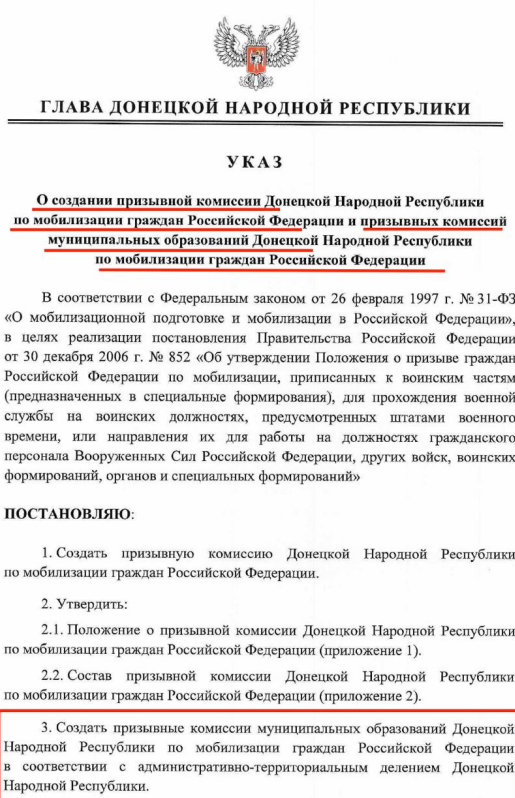 ГЛАВА ДОНЕЦКОЙ НАРОДНОЙ РЕСПУБЛИКИ
УКАЗ
О создании призывной комиссии Донецкой Народной Республики
по мобилизации граждан Российской Федерации и призывных комиссий
муниципальных образований Донецкой Народной Республики
по мобилизации граждан Российской Федерации
В соответствии с Федеральным законом от 26 февраля 1997 г. № 31-ФЗ
«О мобилизационной подготовке и мобилизации в Российской Федерации»,
в целях реализации постановления Правительства Российской Федерации
от 30 декабря 2006 г. № 852 «Об утверждении Положения о призыве граждан
Российской Федерации по мобилизации, приписанных к воинским частям
(предназначенных в специальные формирования), для прохождения военной
службы на воинских должностях, предусмотренных штатами военного
времени, или направления их для работы на должностях гражданского
персонала Вооруженных Сил Российской Федерации, других войск, воинских
формирований, органов и специальных формирований»
ПОСТАНОВЛЯЮ:
1. Создать призывную комиссию Донецкой Народной Республики
по мобилизации граждан Российской Федерации.
2. Утвердить:
2.1. Положение о призывной комиссии Донецкой Народной Республики
по мобилизации граждан Российской Федерации (приложение 1).
2.2. Состав призывной комиссии Донецкой Народной Республики
по мобилизации граждан Российской Федерации (приложение 2).
3. Создать призывные комиссии муниципальных образований Донецкой
Народной Республики по мобилизации граждан Российской Федерации
в соответствии с административно-территориальным делением Донецкой
Народной Республики.